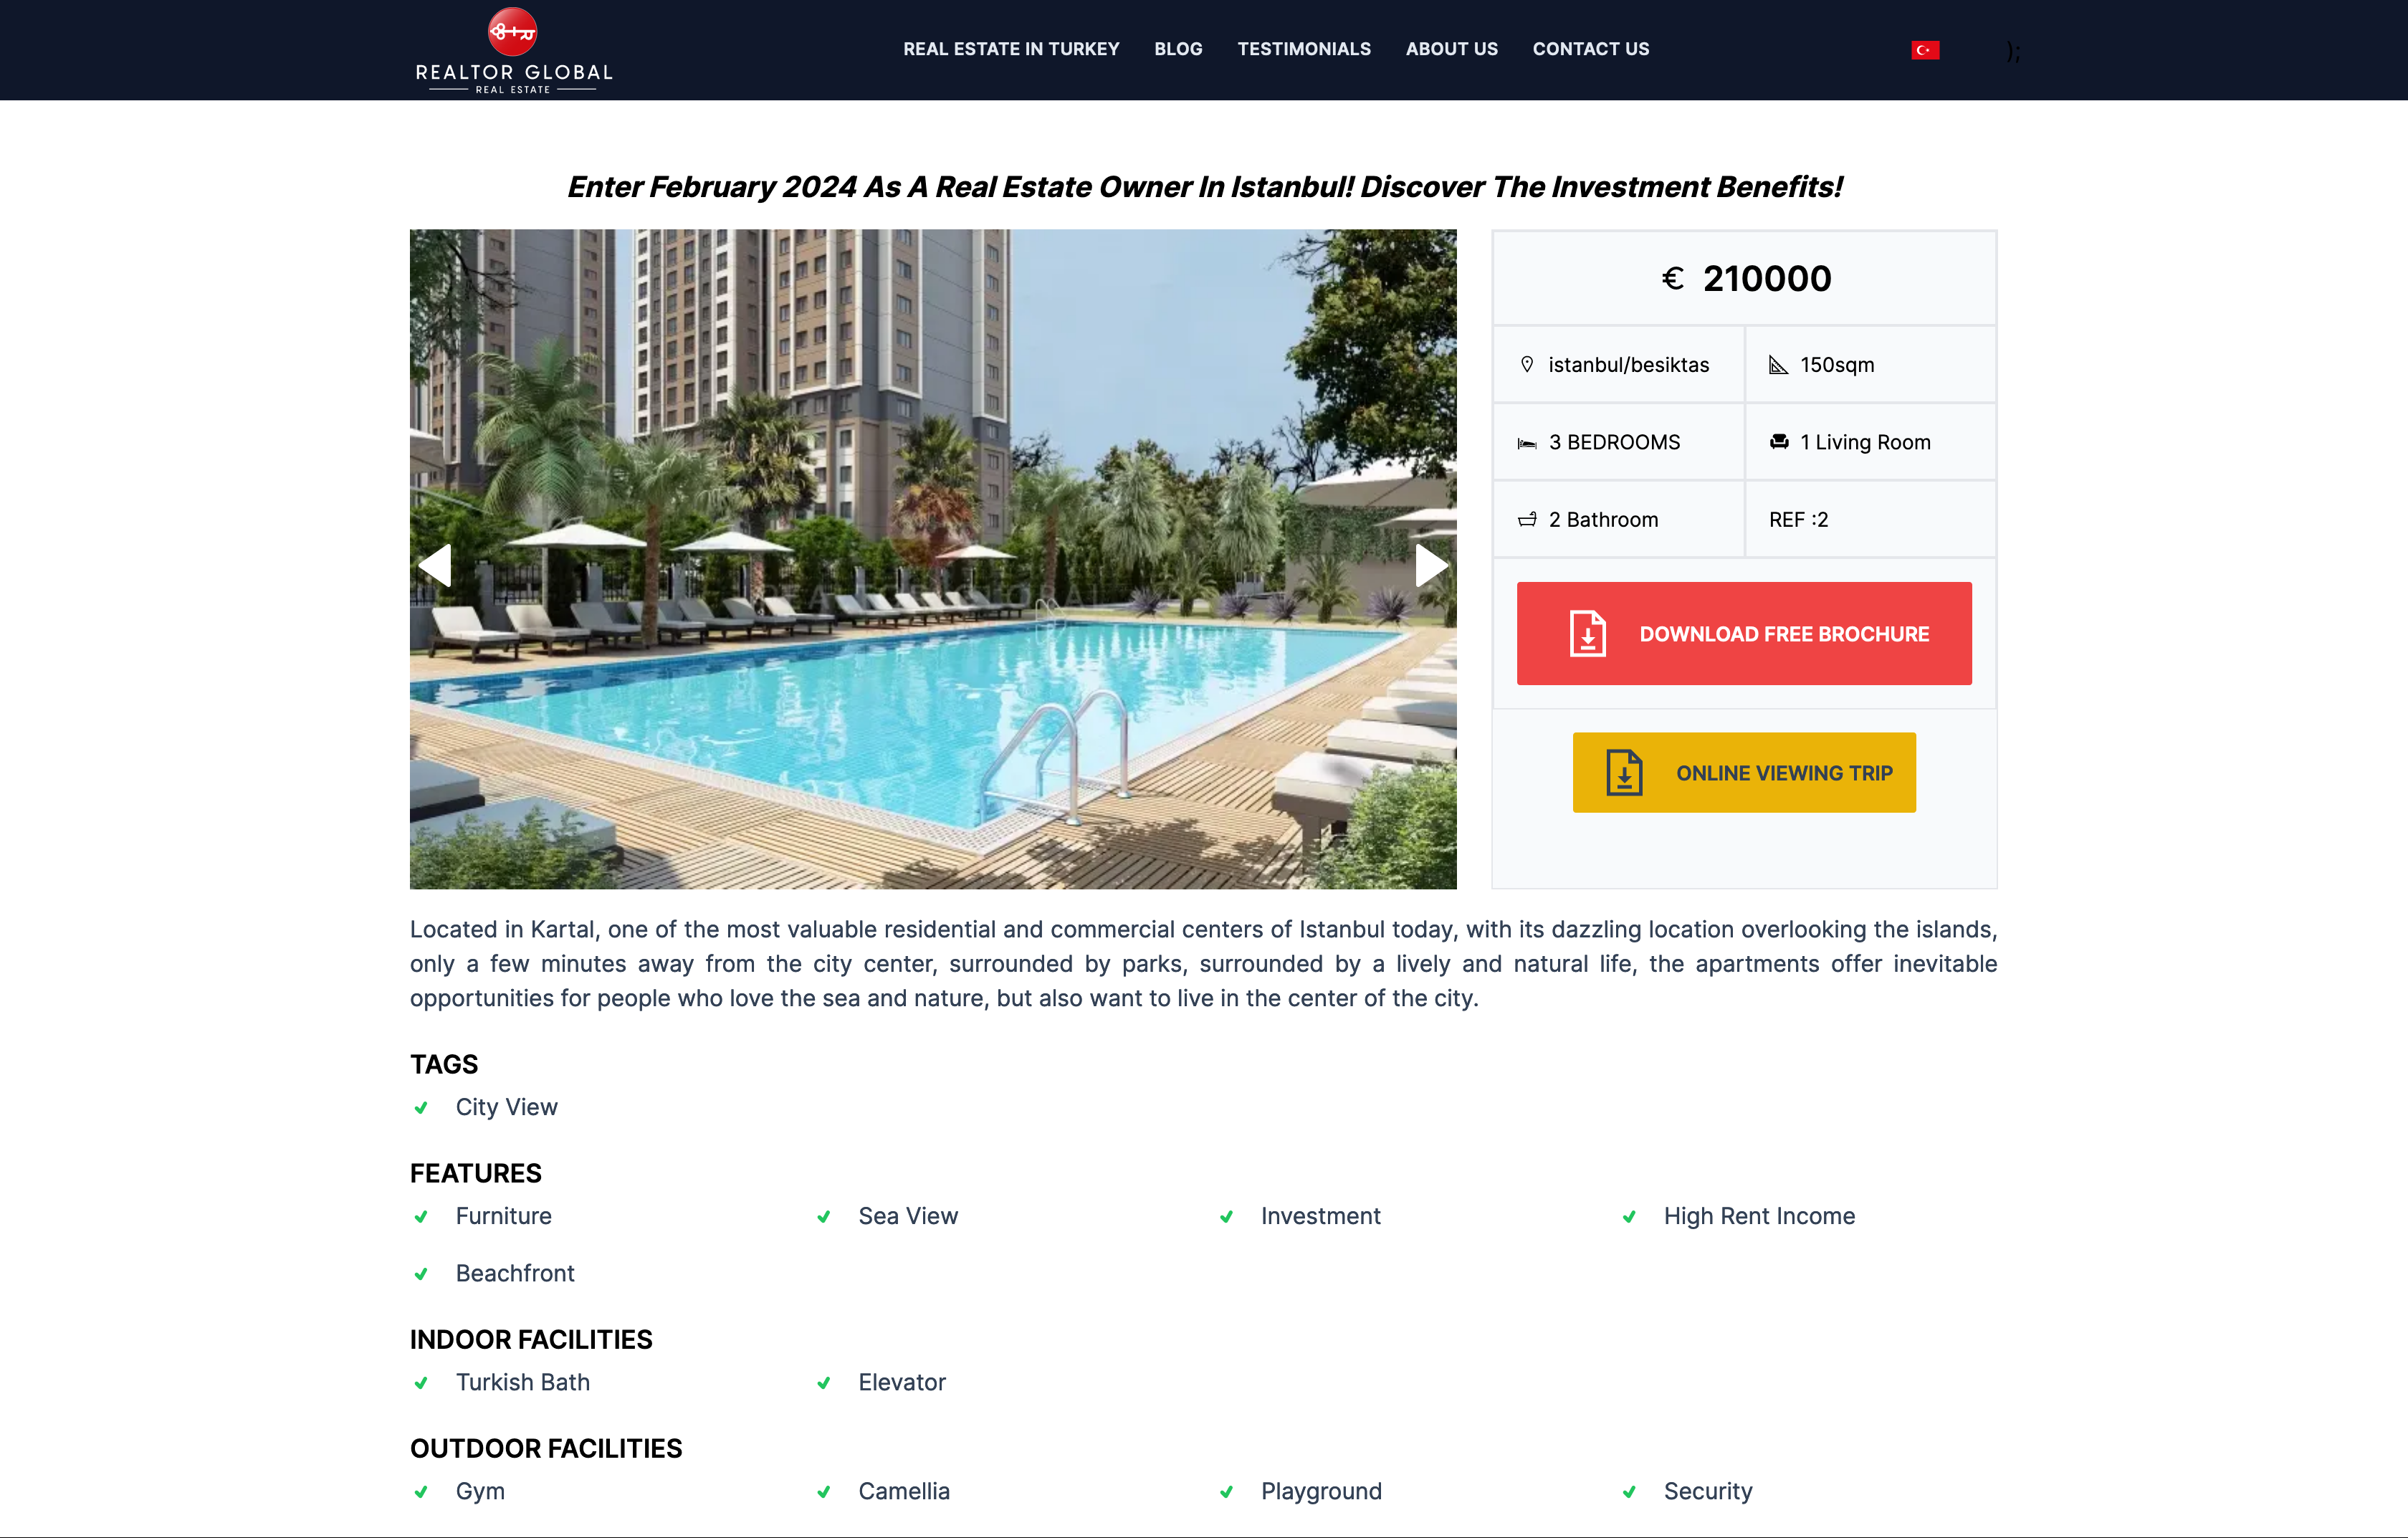 REALTOR GLOBAL
REAL ESTATE
REAL ESTATE IN TURKEY
BLOG
TESTIMONIALS
ABOUT US
CONTACT US
);
Enter February 2024 As A Real Estate Owner In Istanbul! Discover The Investment Benefits!
REALTOR GLOBAL
€ 210000
istanbul/besiktas
150sqm
3 BEDROOMS
1 Living Room
2 Bathroom
REF :2
DOWNLOAD FREE BROCHURE
ONLINE VIEWING TRIP
Located in Kartal, one of the most valuable residential and commercial centers of Istanbul today, with its dazzling location overlooking the islands,
only a few minutes away from the city center, surrounded by parks, surrounded by a lively and natural life, the apartments offer inevitable
opportunities for people who love the sea and nature, but also want to live in the center of the city.
TAGS
City View
FEATURES
Furniture
Sea View
Investment
High Rent Income
Beachfront
INDOOR FACILITIES
Turkish Bath
Elevator
OUTDOOR FACILITIES
Gym
Camellia
Playground
Security